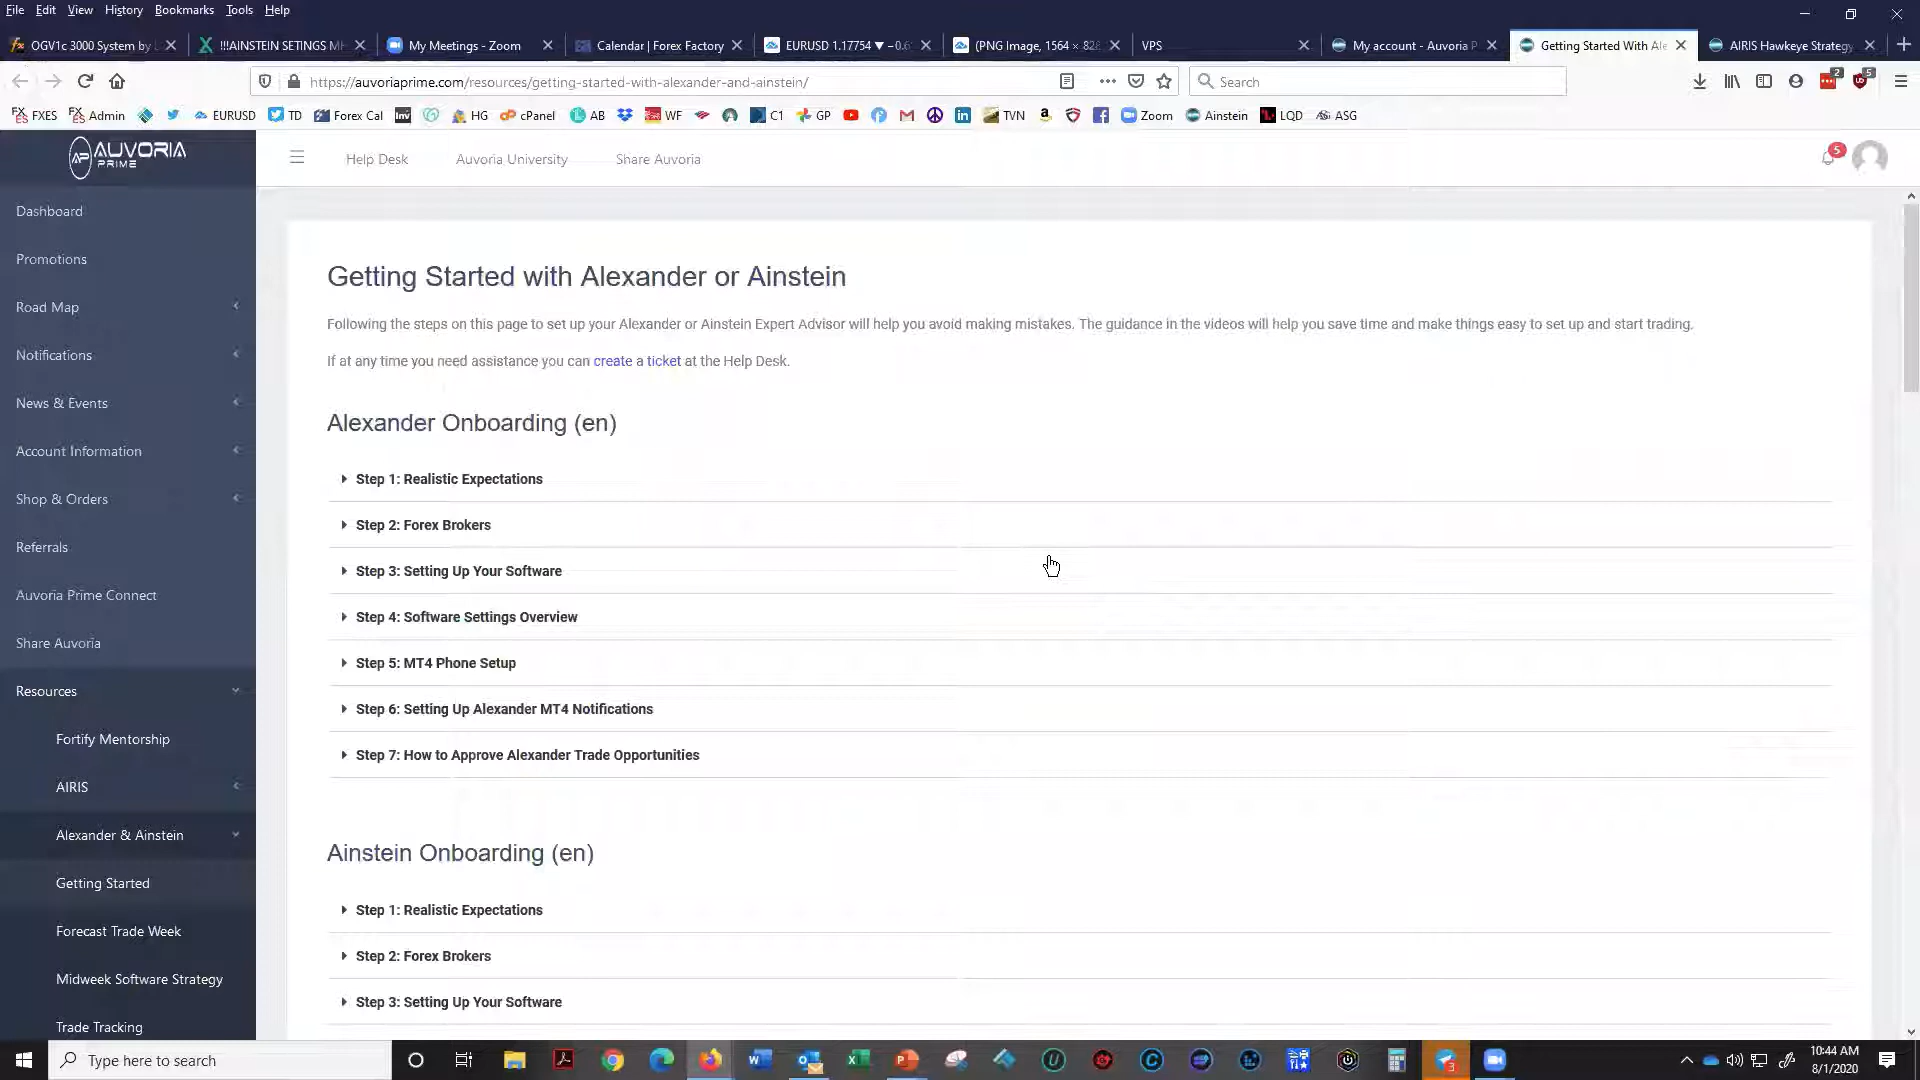 File Edit View History Bookmarks Tools Help
OGV1c 3000 System by
!!!AINSTEIN SETINGS
My Meetings - Zoom
Calendar | Forex Factory
EURUSD 1.17754 ▼ −0.6
(PNG Image, 1564 × 828
VPS
My account - Auvoria P
Getting Started With Ale
AIRIS Hawkeye Strategy
https://auvoriaprime.com/resources/getting-started-with-alexander-and-ainstein/
Search
2
5
FXES Admin EURUSD TD Forex Cal Inv HG cPanel AB WF C1 GP TVN Zoom Ainstein LQD ASG
AUVORIA
PRIME
Help Desk Auvoria University Share Auvoria
5
Dashboard
Promotions
Road Map
Notifications
News & Events
Account Information
Shop & Orders
Referrals
Auvoria Prime Connect
Share Auvoria
Resources
Fortify Mentorship
AIRIS
Alexander & Ainstein
Getting Started
Forecast Trade Week
Midweek Software Strategy
Trade Tracking
Getting Started with Alexander or Ainstein
Following the steps on this page to set up your Alexander or Ainstein Expert Advisor will help you avoid making mistakes. The guidance in the videos will help you save time and make things easy to set up and start trading.
If at any time you need assistance you can create a ticket at the Help Desk.
Alexander Onboarding (en)
Step 1: Realistic Expectations
Step 2: Forex Brokers
Step 3: Setting Up Your Software
Step 4: Software Settings Overview
Step 5: MT4 Phone Setup
Step 6: Setting Up Alexander MT4 Notifications
Step 7: How to Approve Alexander Trade Opportunities
Ainstein Onboarding (en)
Step 1: Realistic Expectations
Step 2: Forex Brokers
Step 3: Setting Up Your Software
Type here to search
10:44 AM
8/1/2020